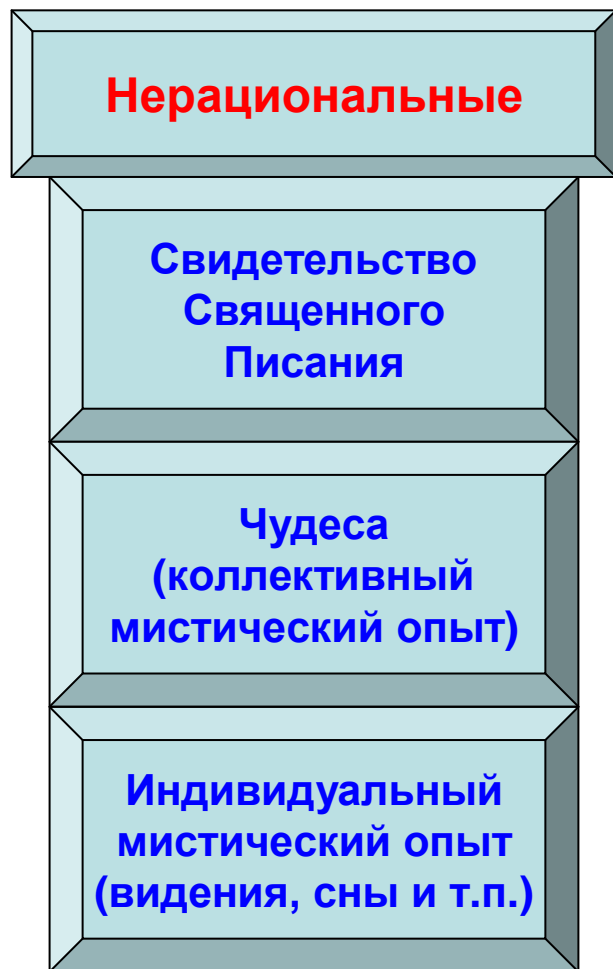 Нерациональные
Свидетельство
Священного
Писания
Чудеса
(коллективный
мистический опыт)
Индивидуальный
мистический опыт
(видения, сны и т.п.)